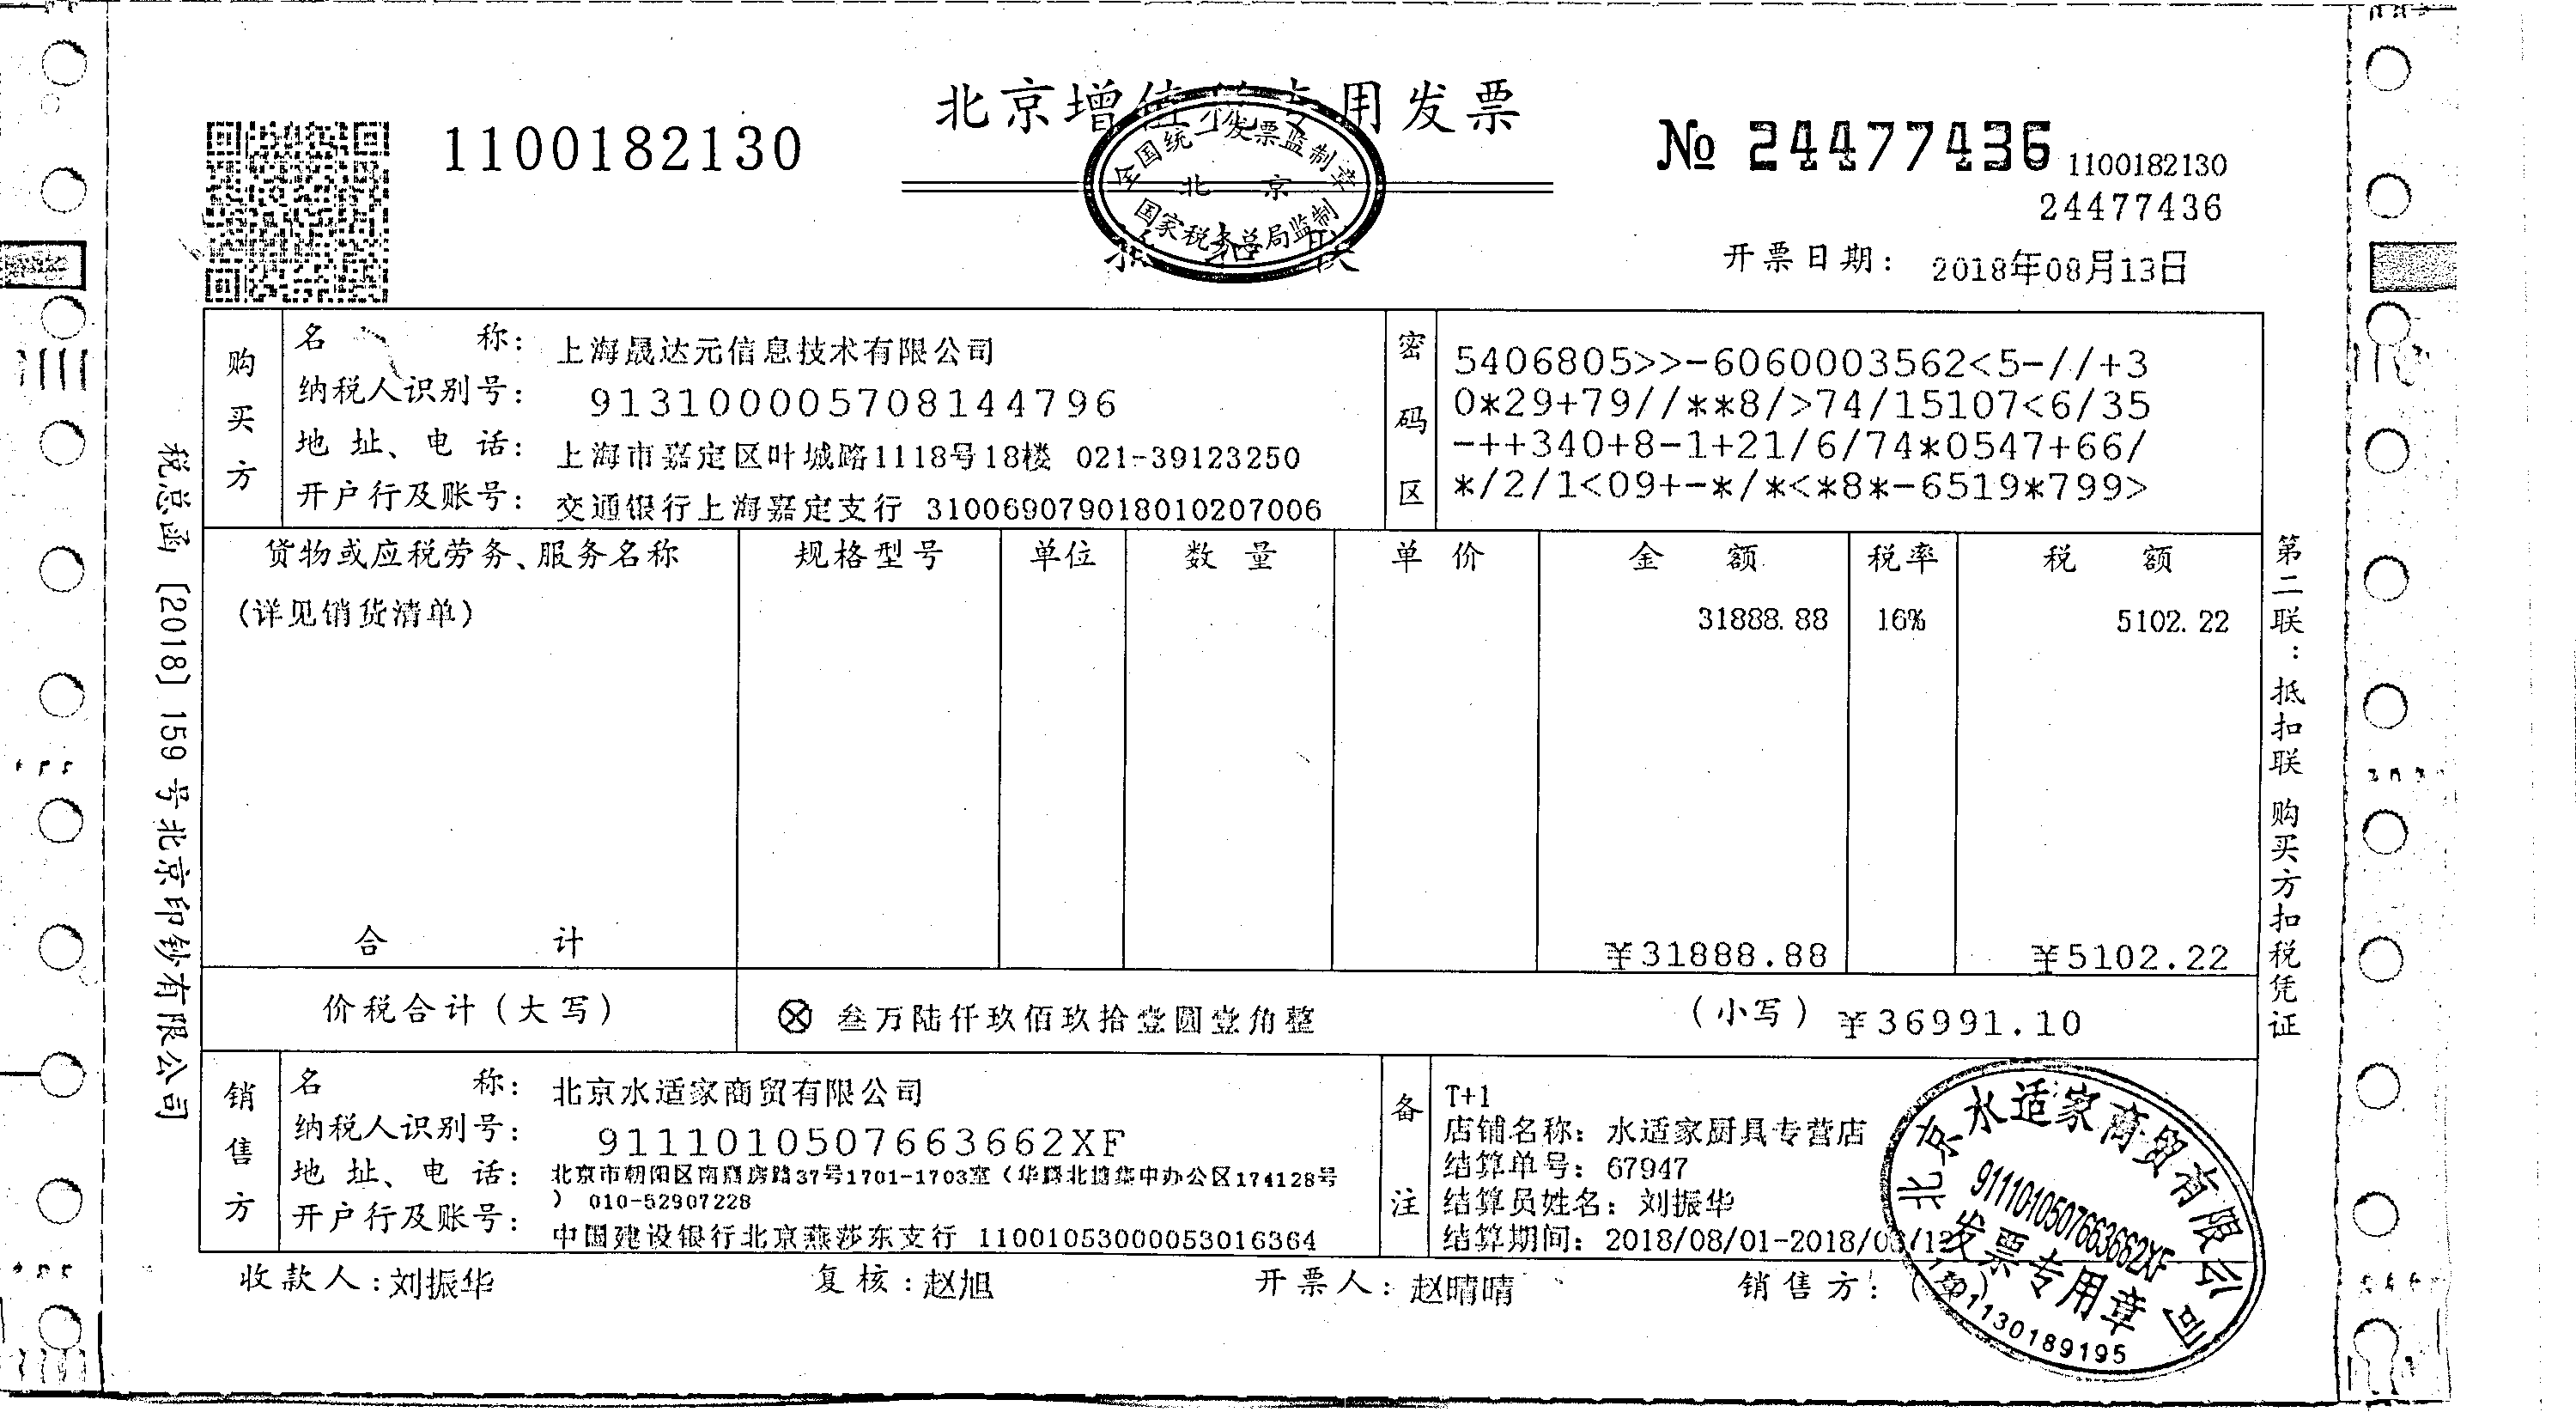 北京增值税专用发票
1100182130
№ 24477436
1100182130
24477436
全国统一发票监制章
北京
国家税务总局监制
抵扣联
开票日期： 2018年08月13日
购买方
名称： 上海晟达元信息技术有限公司
纳税人识别号： 913100005708144796
地址、电话： 上海市嘉定区叶城路1118号18楼 021-39123250
开户行及账号： 交通银行上海嘉定支行 310069079018010207006
密码区
5406805>>-6060003562<5-//+3
0*29+79//**8/>74/15107<6/35
-++340+8-1+21/6/74*0547+66/
*/2/1<09+-*/*<*8*-6519*799>
货物或应税劳务、服务名称 规格型号 单位 数量 单价 金额 税率 税额
(详见销货清单) 31888.88 16% 5102.22
合计 ¥31888.88 ¥5102.22
价税合计（大写） ⊗ 叁万陆仟玖佰玖拾壹圆壹角整 （小写） ¥36991.10
销售方
名称： 北京水适家商贸有限公司
纳税人识别号： 91110105076636​62XF
地址、电话： 北京市朝阳区南磨房路37号1701-1703室（华腾北搪集中办公区174128号
） 010-52907228
开户行及账号： 中国建设银行北京燕莎东支行 11001053000053016364
备注
T+1
店铺名称：水适家厨具专营店
结算单号：67947
结算员姓名：刘振华
结算期间：2018/08/01-2018/08/12
收款人：刘振华 复核：赵旭 开票人：赵晴晴 销售方：（章）
北京水适家商贸有限公司
9111010507663662XF
发票专用章
税总函〔2018〕159号北京印钞有限公司
第二联：抵扣联 购买方扣税凭证